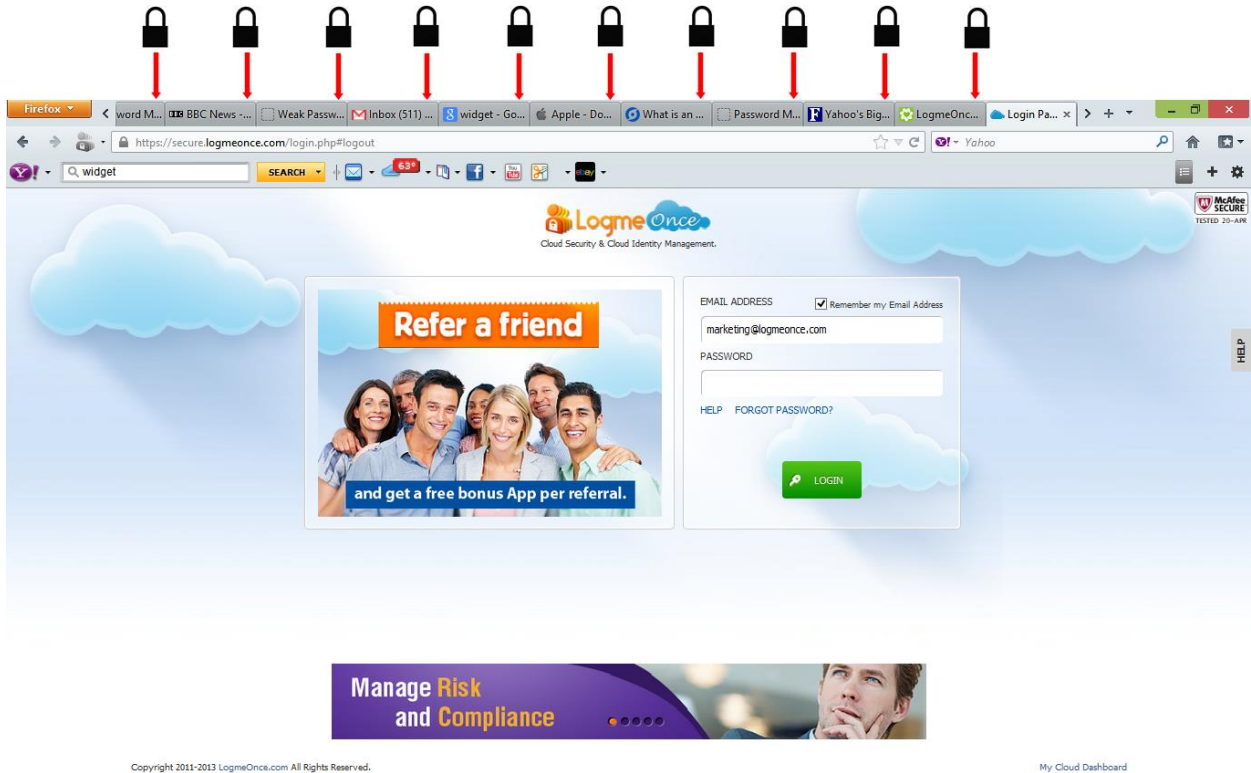 Firefox
word M... BBC News -... Weak Passw... Inbox (511) ... widget - Go... Apple - Do... What is an ... Password M... Yahoo's Big... LogmeOnc... Login Pa... ×
https://secure.logmeonce.com/login.php#logout
Y! - Yahoo
Y! widget SEARCH 63° f You Tube ebay
McAfee
SECURE
TESTED 20-APR
LogmeOnce
Cloud Security & Cloud Identity Management.
Refer a friend
and get a free bonus App per referral.
EMAIL ADDRESS Remember my Email Address
marketing@logmeonce.com
PASSWORD
HELP FORGOT PASSWORD?
LOGIN
HELP
Manage Risk
and Compliance
Copyright 2011-2013 LogmeOnce.com All Rights Reserved. My Cloud Dashboard